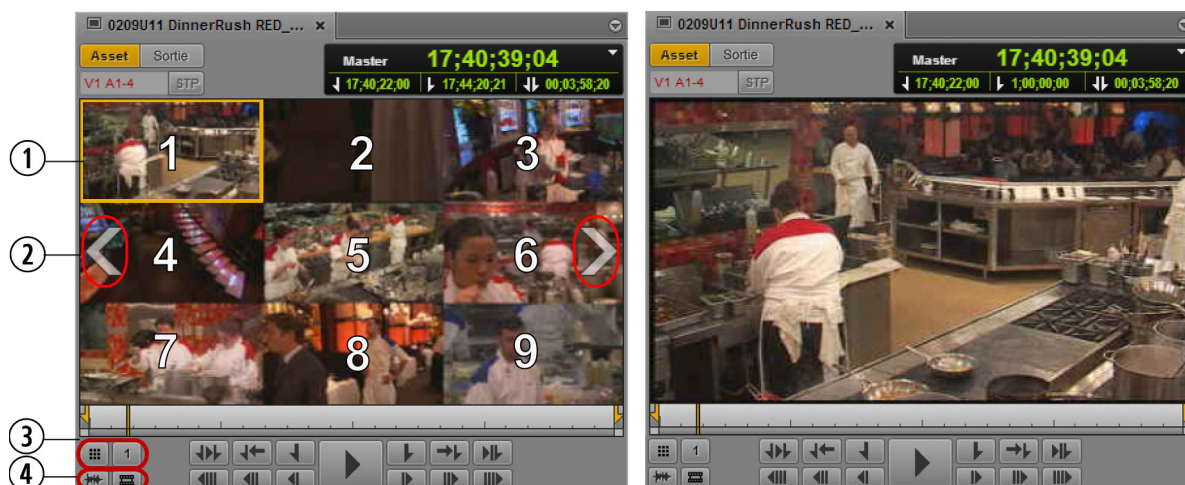 0209U11 DinnerRush RED_... ×
Asset Sortie
Master 17;40;39;04
V1 A1-4 STP
17;40;22;00 17;44;20;21 00;03;58;20
1 2 3
4 5 6
7 8 9
1
①
②
③
④
0209U11 DinnerRush RED_... ×
Asset Sortie
Master 17;40;39;04
V1 A1-4 STP
17;40;22;00 1;00;00;00 00;03;58;20
1